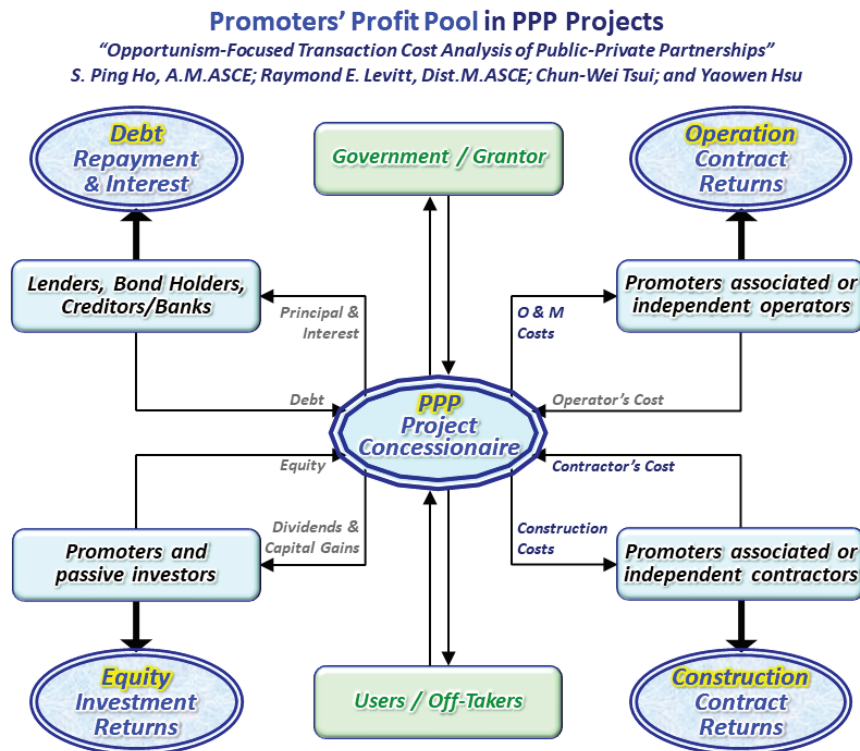 Promoters' Profit Pool in PPP Projects
“Opportunism-Focused Transaction Cost Analysis of Public-Private Partnerships”
S. Ping Ho, A.M.ASCE; Raymond E. Levitt, Dist.M.ASCE; Chun-Wei Tsui; and Yaowen Hsu
Debt
Repayment
& Interest
Government / Grantor
Operation
Contract
Returns
Lenders, Bond Holders,
Creditors/Banks
Promoters associated or
independent operators
Principal &
Interest
O & M
Costs
Debt
Operator's Cost
PPP
Project
Concessionaire
Equity
Contractor's Cost
Dividends &
Capital Gains
Construction
Costs
Promoters and
passive investors
Promoters associated or
independent contractors
Equity
Investment
Returns
Users / Off-Takers
Construction
Contract
Returns